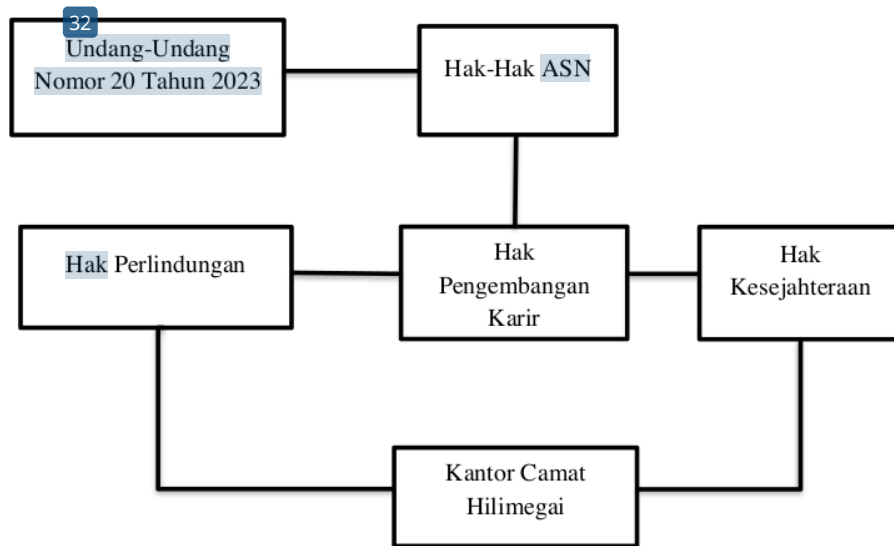 32
Undang-Undang
Nomor 20 Tahun 2023
Hak-Hak ASN
Hak Perlindungan
Hak
Pengembangan
Karir
Hak
Kesejahteraan
Kantor Camat
Hilimegai